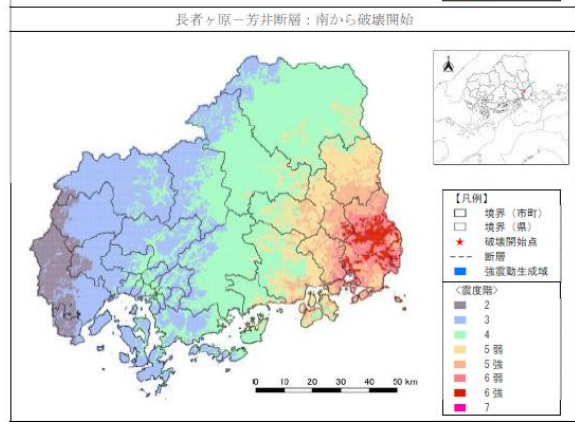 長者ヶ原－芳井断層：南から破壊開始
【凡例】
境界（市町）
境界（県）
破壊開始点
断層
強震動生成域
<震度階>
2
3
4
5 弱
5 強
6 弱
6 強
7
0 10 20 30 40 50 km